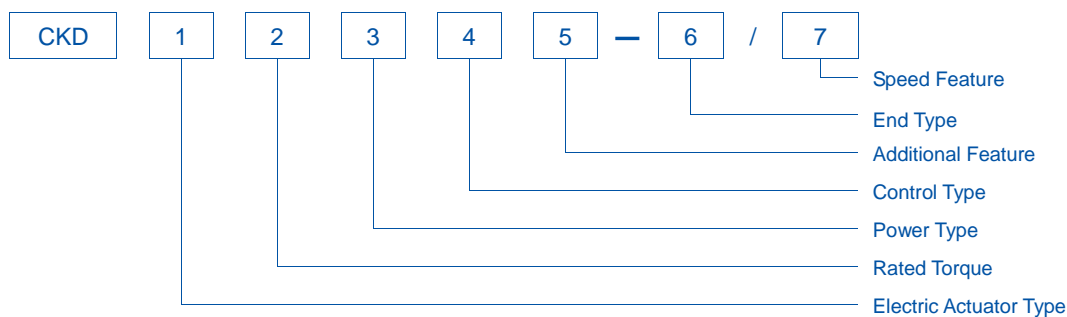 CKD 1 2 3 4 5 — 6 / 7
Speed Feature
End Type
Additional Feature
Control Type
Power Type
Rated Torque
Electric Actuator Type